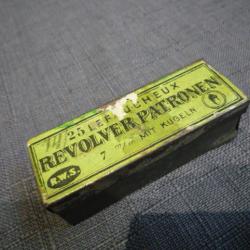 25 LEFAUCHEUX
REVOLVER PATRONEN
7 m/m MIT KUGELN
R.W.S.